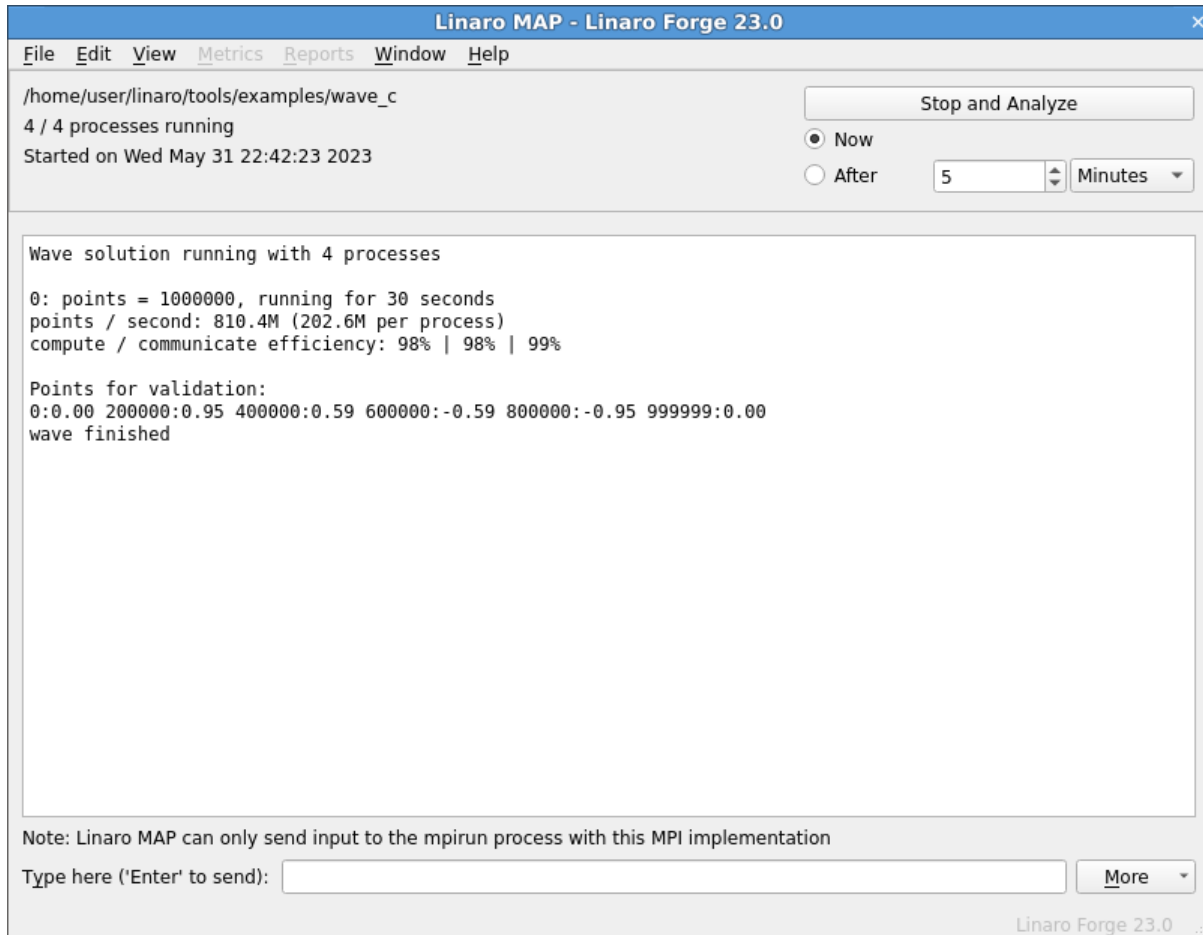 Linaro MAP - Linaro Forge 23.0
File Edit View Metrics Reports Window Help
/home/user/linaro/tools/examples/wave_c
4 / 4 processes running
Started on Wed May 31 22:42:23 2023
Stop and Analyze
Now
After 5 Minutes
Wave solution running with 4 processes
0: points = 1000000, running for 30 seconds
points / second: 810.4M (202.6M per process)
compute / communicate efficiency: 98% | 98% | 99%
Points for validation:
0:0.00 200000:0.95 400000:0.59 600000:-0.59 800000:-0.95 999999:0.00
wave finished
Note: Linaro MAP can only send input to the mpirun process with this MPI implementation
Type here ('Enter' to send): More
Linaro Forge 23.0